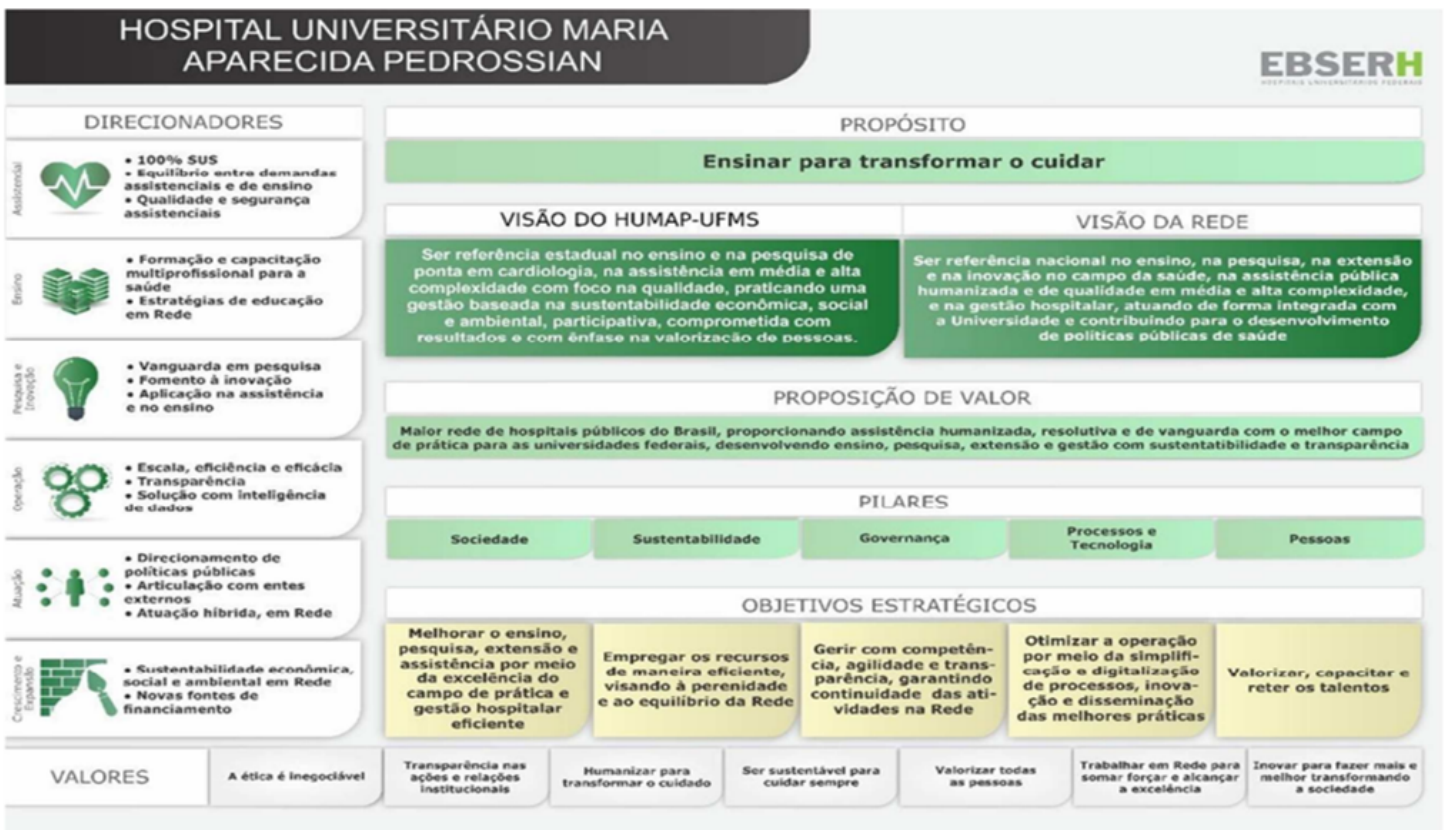 HOSPITAL UNIVERSITÁRIO MARIA
APARECIDA PEDROSSIAN
EBSERH
HOSPITAIS UNIVERSITÁRIOS FEDERAIS
DIRECIONADORES
Assistencial
• 100% SUS
• Equilíbrio entre demandas
assistenciais e de ensino
• Qualidade e segurança
assistenciais
Ensino
• Formação e capacitação
multiprofissional para a
saúde
• Estratégias de educação
em Rede
Pesquisa e
Inovação
• Vanguarda em pesquisa
• Fomento à inovação
• Aplicação na assistência
e no ensino
Operação
• Escala, eficiência e eficácia
• Transparência
• Solução com inteligência
de dados
Atuação
• Direcionamento de
políticas públicas
• Articulação com entes
externos
• Atuação híbrida, em Rede
Crescimento e
Expansão
• Sustentabilidade econômica,
social e ambiental em Rede
• Novas fontes de
financiamento
PROPÓSITO
Ensinar para transformar o cuidar
VISÃO DO HUMAP-UFMS
Ser referência estadual no ensino e na pesquisa de
ponta em cardiologia, na assistência em média e alta
complexidade com foco na qualidade, praticando uma
gestão baseada na sustentabilidade econômica, social
e ambiental, participativa, comprometida com
resultados e com ênfase na valorização de pessoas.
VISÃO DA REDE
Ser referência nacional no ensino, na pesquisa, na extensão
e na inovação no campo da saúde, na assistência pública
humanizada e de qualidade em média e alta complexidade,
e na gestão hospitalar, atuando de forma integrada com
a Universidade e contribuindo para o desenvolvimento
de políticas públicas de saúde
PROPOSIÇÃO DE VALOR
Maior rede de hospitais públicos do Brasil, proporcionando assistência humanizada, resolutiva e de vanguarda com o melhor campo
de prática para as universidades federais, desenvolvendo ensino, pesquisa, extensão e gestão com sustentatibilidade e transparência
PILARES
Sociedade
Sustentabilidade
Governança
Processos e
Tecnologia
Pessoas
OBJETIVOS ESTRATÉGICOS
Melhorar o ensino,
pesquisa, extensão e
assistência por meio
da excelência do
campo de prática e
gestão hospitalar
eficiente
Empregar os recursos
de maneira eficiente,
visando à perenidade
e ao equilíbrio da Rede
Gerir com competên-
cia, agilidade e trans-
parência, garantindo
continuidade das ati-
vidades na Rede
Otimizar a operação
por meio da simplifi-
cação e digitalização
de processos, inova-
ção e disseminação
das melhores práticas
Valorizar, capacitar e
reter os talentos
VALORES
A ética é inegociável
Transparência nas
ações e relações
institucionais
Humanizar para
transformar o cuidado
Ser sustentável para
cuidar sempre
Valorizar todas
as pessoas
Trabalhar em Rede para
somar forçar e alcançar
a excelência
Inovar para fazer mais e
melhor transformando
a sociedade